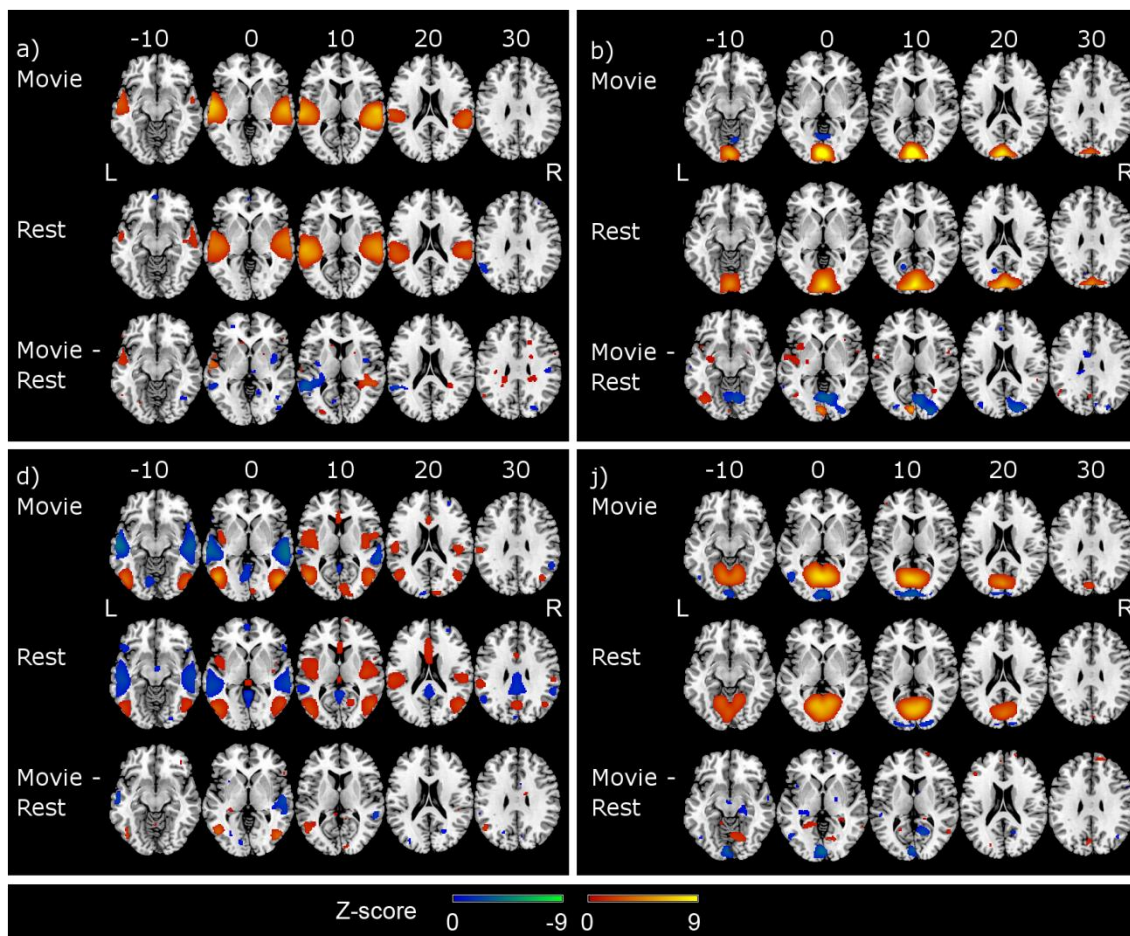 a)
-10 0 10 20 30
Movie
L
R
Rest
Movie -
Rest
b)
-10 0 10 20 30
Movie
L
R
Rest
Movie -
Rest
d)
-10 0 10 20 30
Movie
L
R
Rest
Movie -
Rest
j)
-10 0 10 20 30
Movie
L
R
Rest
Movie -
Rest
Z-score
0 -9 0 9